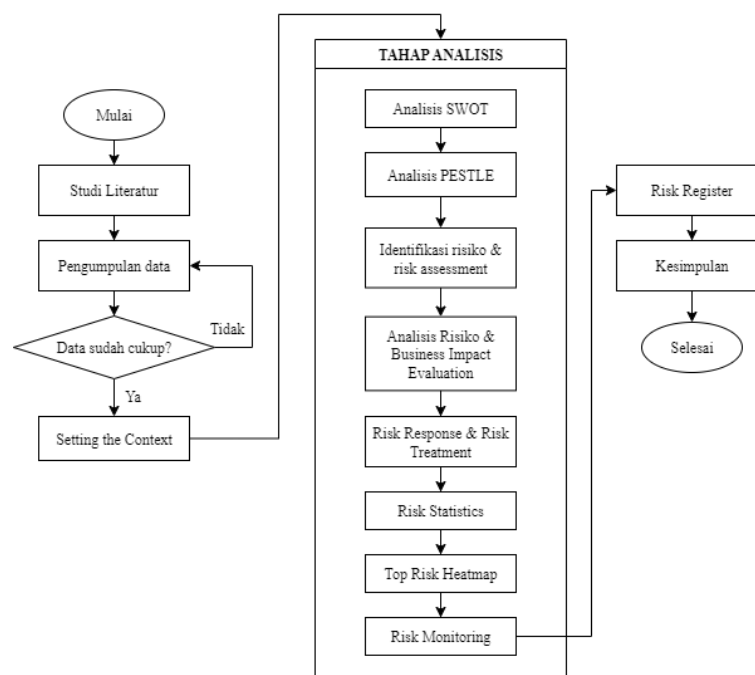 Mulai
Studi Literatur
Pengumpulan data
Data sudah cukup?
Tidak
Ya
Setting the Context
TAHAP ANALISIS
Analisis SWOT
Analisis PESTLE
Identifikasi risiko &
risk assessment
Analisis Risiko &
Business Impact
Evaluation
Risk Response & Risk
Treatment
Risk Statistics
Top Risk Heatmap
Risk Monitoring
Risk Register
Kesimpulan
Selesai